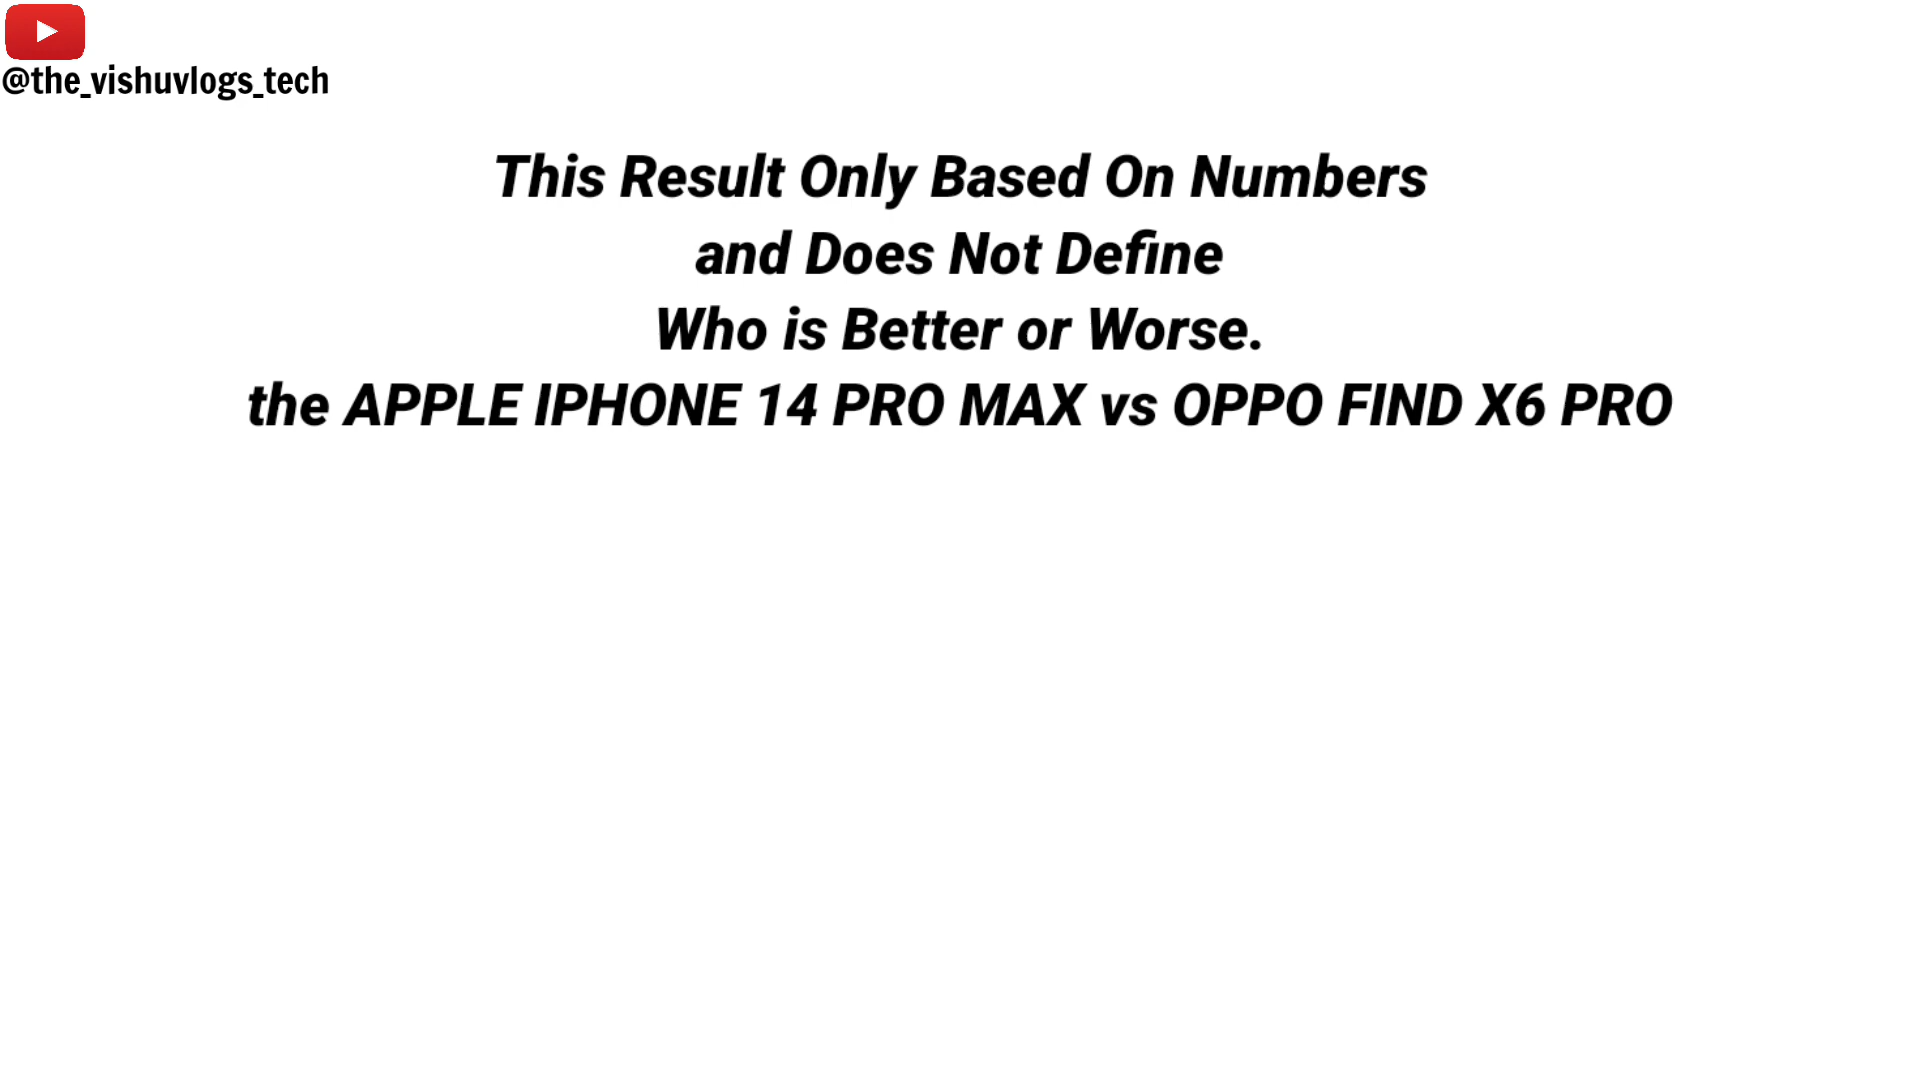 @the_vishuvlogs_tech
This Result Only Based On Numbers
and Does Not Define
Who is Better or Worse.
the APPLE IPHONE 14 PRO MAX vs OPPO FIND X6 PRO